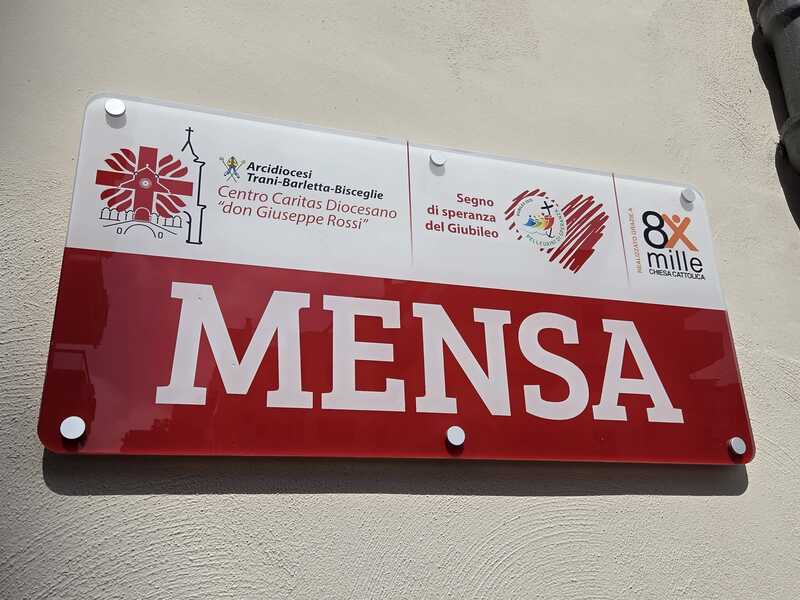 Arcidiocesi
Trani-Barletta-Bisceglie
Centro Caritas Diocesano
"don Giuseppe Rossi"
Segno
di speranza
del Giubileo
PELLEGRINI
REALIZZATO GRAZIE A
8X
mille
CHIESA CATTOLICA
MENSA